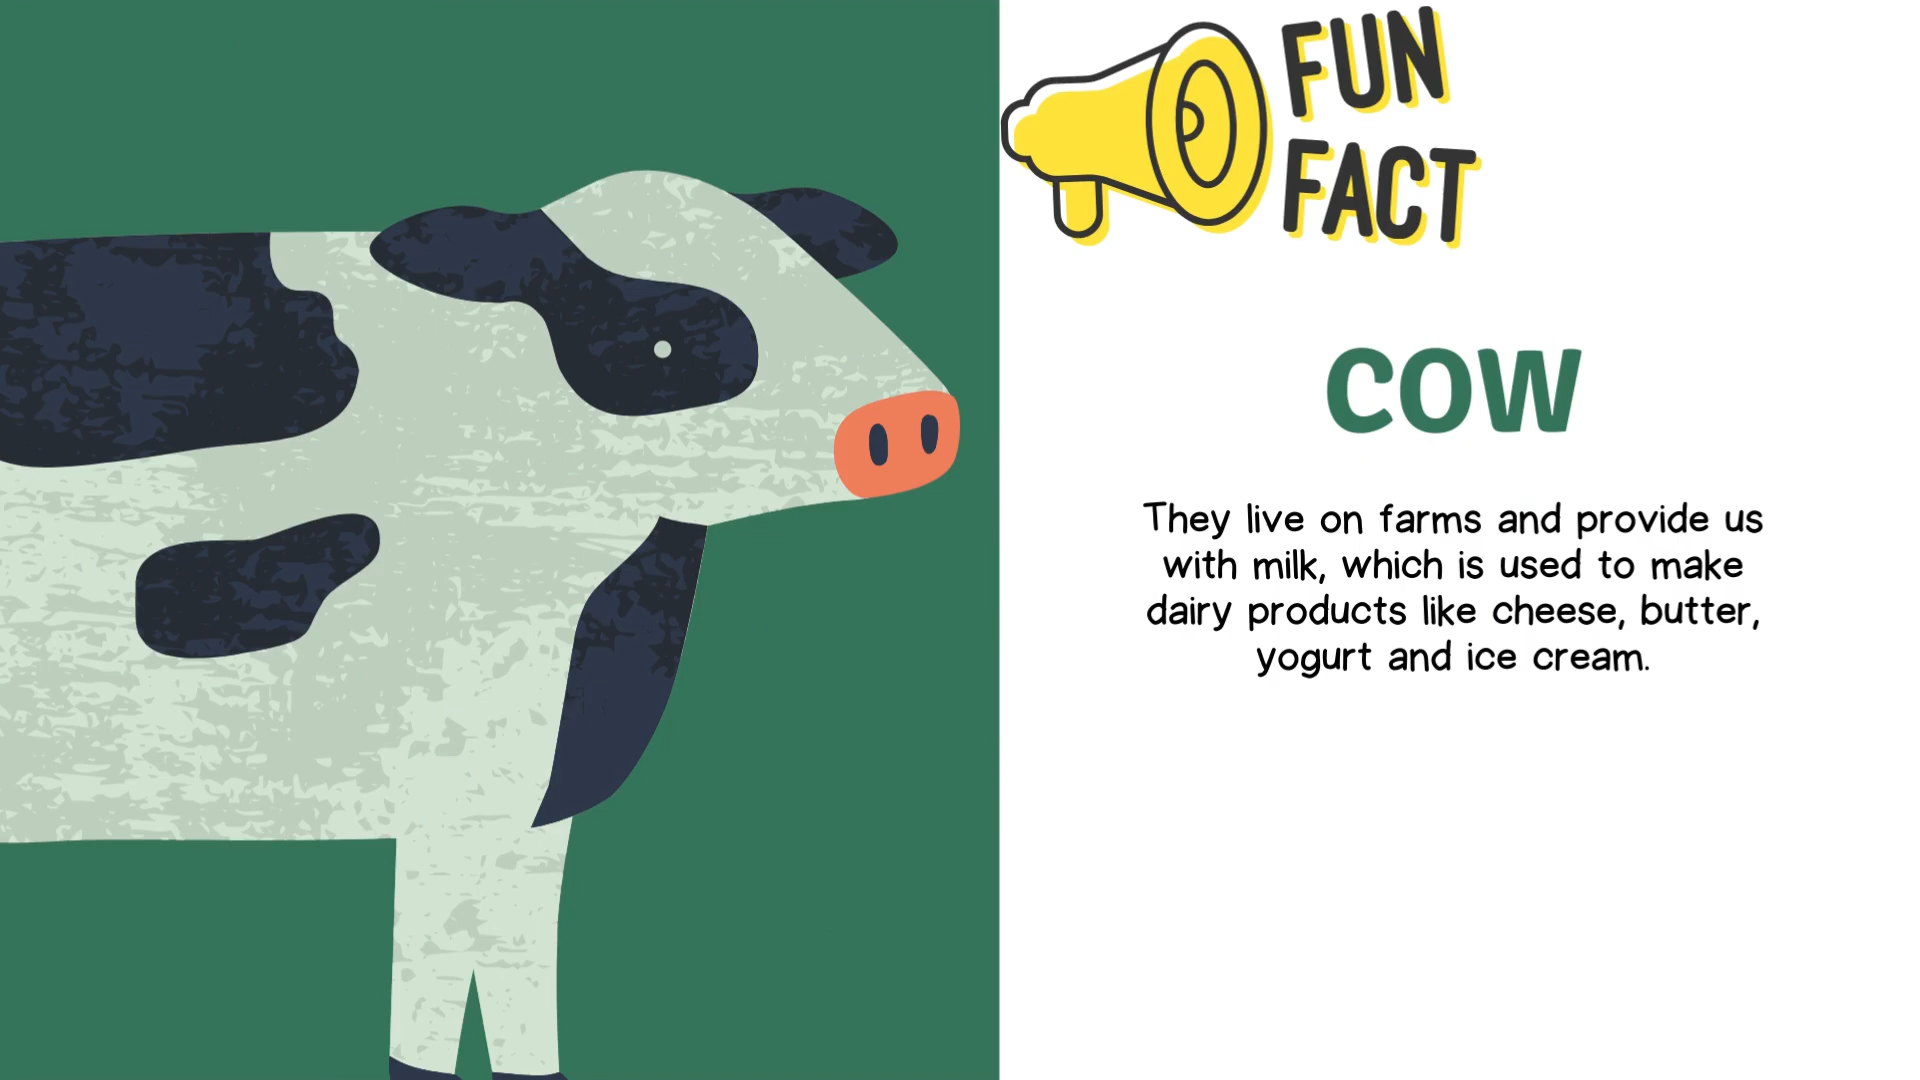 FUN
FACT
COW
They live on farms and provide us
with milk, which is used to make
dairy products like cheese, butter,
yogurt and ice cream.